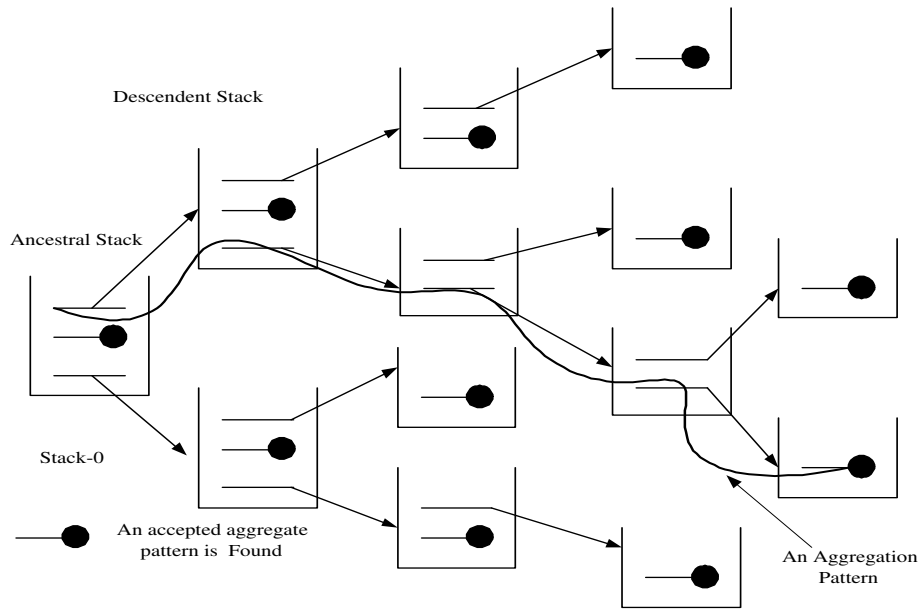 Descendent Stack
Ancestral Stack
Stack-0
An accepted aggregate
pattern is Found
An Aggregation
Pattern